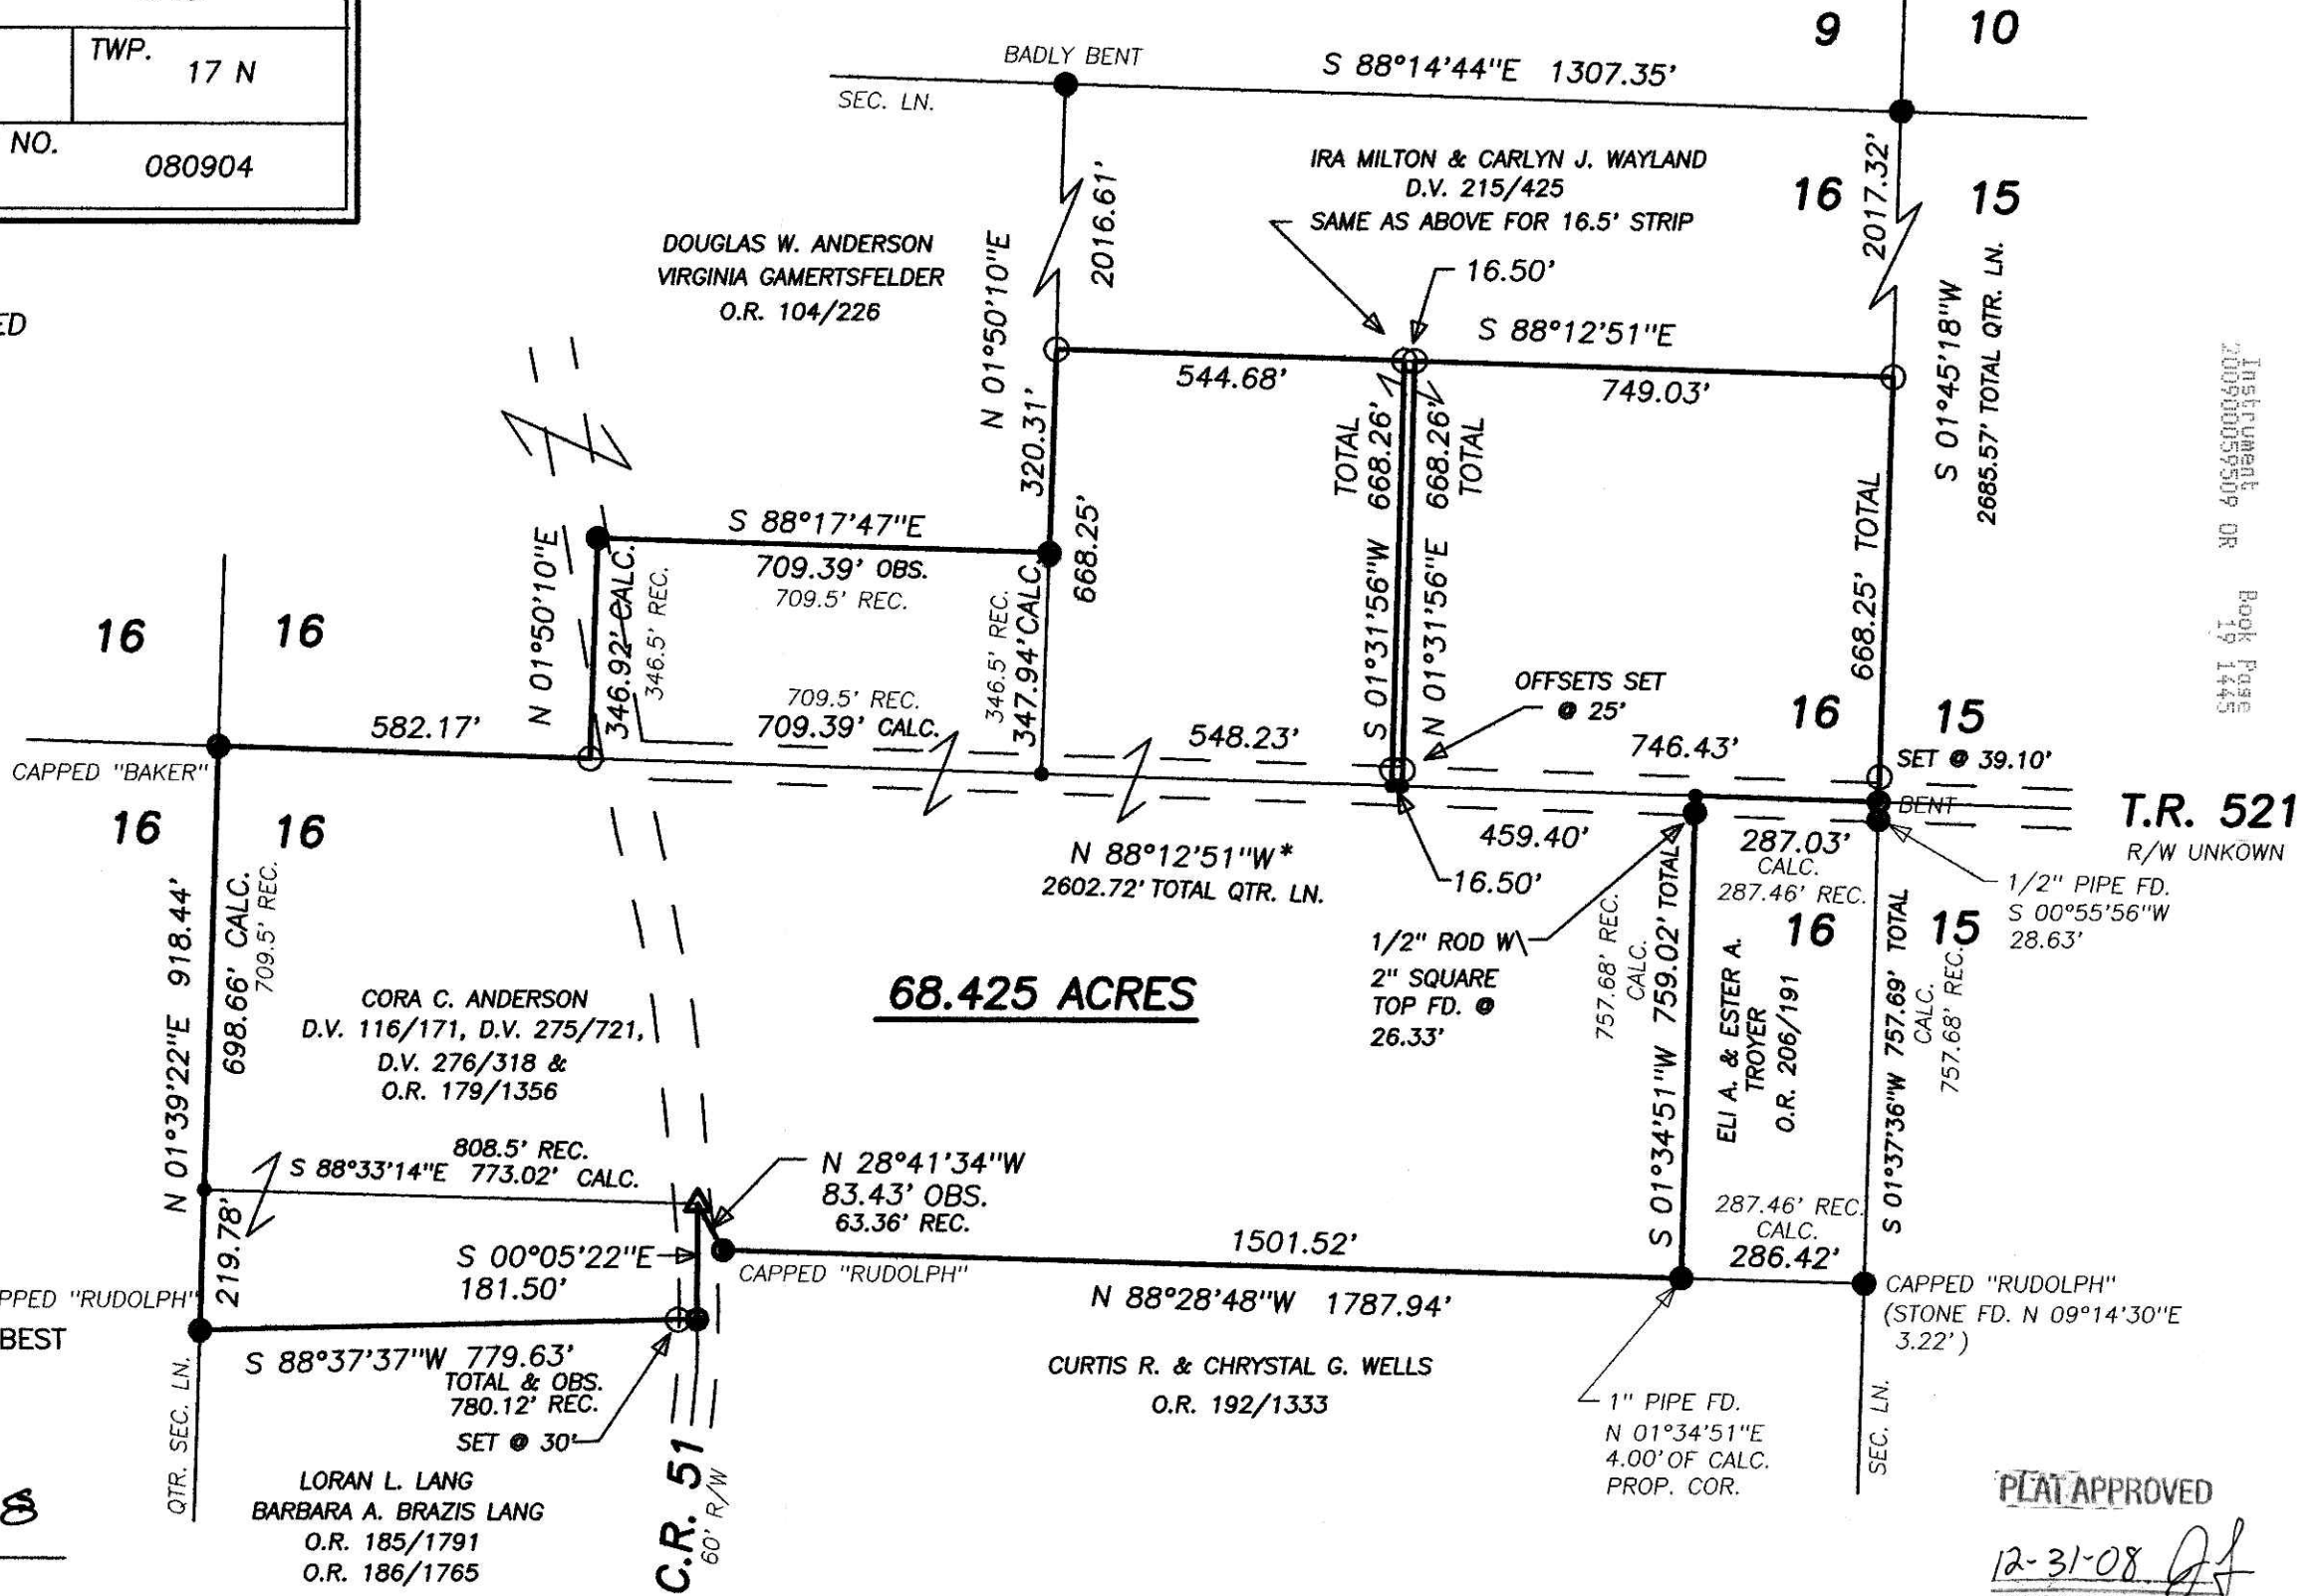 TWP.
17 N
NO.
080904
ED
BADLY BENT
SEC. LN.
S 88°14'44"E 1307.35'
9
10
16
15
IRA MILTON & CARLYN J. WAYLAND
D.V. 215/425
SAME AS ABOVE FOR 16.5' STRIP
16.50'
2017.32'
S 01°45'18"W
2685.57' TOTAL QTR. LN.
DOUGLAS W. ANDERSON
VIRGINIA GAMERTSFELDER
O.R. 104/226
N 01°50'10"E
2016.61'
S 88°12'51"E
544.68'
749.03'
320.31'
668.25'
TOTAL
668.26'
668.26'
TOTAL
668.25' TOTAL
Instrument
200900059509 OR
Book Page
19 1445
S 88°17'47"E
709.39' OBS.
709.5' REC.
N 01°50'10"E
346.92' CALC.
346.5' REC.
346.5' REC.
347.94' CALC.
S 01°31'56"W
N 01°31'56"E
OFFSETS SET
@ 25'
16
16
582.17'
709.5' REC.
709.39' CALC.
548.23'
746.43'
16
15
SET @ 39.10'
CAPPED "BAKER"
BENT
T.R. 521
R/W UNKOWN
16
16
N 88°12'51"W*
2602.72' TOTAL QTR. LN.
459.40'
16.50'
287.03'
CALC.
287.46' REC.
1/2" PIPE FD.
S 00°55'56"W
28.63'
16
15
1/2" ROD W\
2" SQUARE
TOP FD. @
26.33'
757.68' REC.
CALC.
S 01°34'51"W 759.02' TOTAL
ELI A. & ESTER A.
TROYER
O.R. 206/191
S 01°37'36"W 757.69' TOTAL
CALC.
757.68' REC.
N 01°39'22"E 918.44'
698.66' CALC.
709.5' REC.
68.425 ACRES
CORA C. ANDERSON
D.V. 116/171, D.V. 275/721,
D.V. 276/318 &
O.R. 179/1356
808.5' REC.
S 88°33'14"E 773.02' CALC.
N 28°41'34"W
83.43' OBS.
63.36' REC.
219.78'
S 00°05'22"E
181.50'
1501.52'
CAPPED "RUDOLPH"
N 88°28'48"W 1787.94'
287.46' REC.
CALC.
286.42'
CAPPED "RUDOLPH"
(STONE FD. N 09°14'30"E
3.22')
PPED "RUDOLPH"
BEST
S 88°37'37"W 779.63'
TOTAL & OBS.
780.12' REC.
SET @ 30'
CURTIS R. & CHRYSTAL G. WELLS
O.R. 192/1333
1" PIPE FD.
N 01°34'51"E
4.00' OF CALC.
PROP. COR.
QTR. SEC. LN.
SEC. LN.
LORAN L. LANG
BARBARA A. BRAZIS LANG
O.R. 185/1791
O.R. 186/1765
C.R. 51
60' R/W
8
PLAT APPROVED
12-31-08